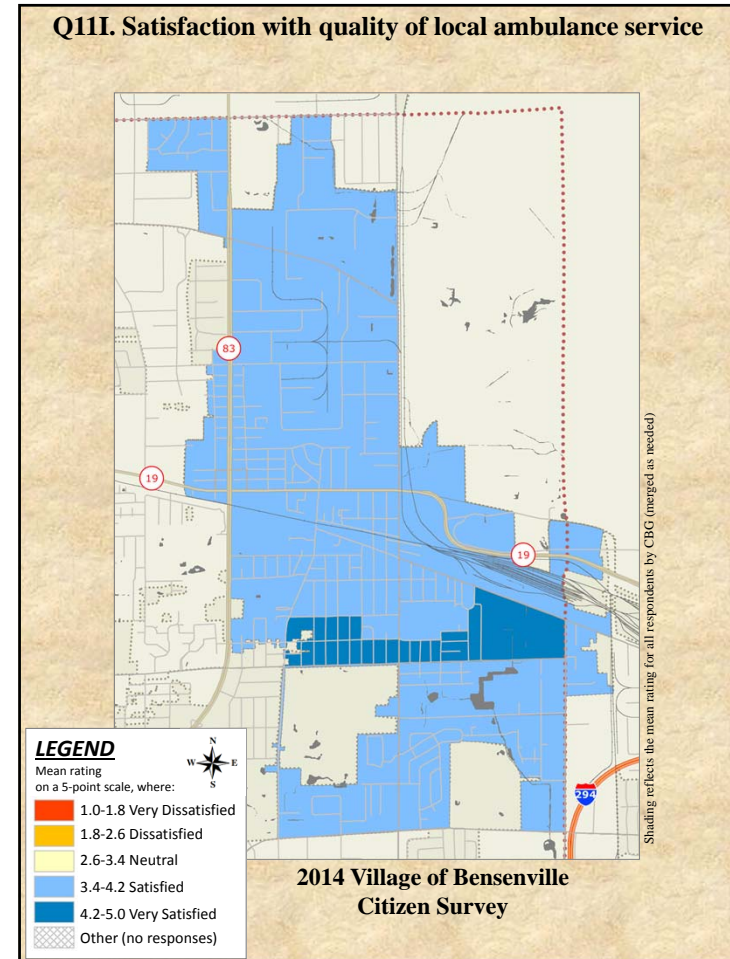 Q11I. Satisfaction with quality of local ambulance service
83
19
19
294
Shading reflects the mean rating for all respondents by CBG (merged as needed)
LEGEND
N
W E
S
Mean rating
on a 5-point scale, where:
1.0-1.8 Very Dissatisfied
1.8-2.6 Dissatisfied
2.6-3.4 Neutral
3.4-4.2 Satisfied
4.2-5.0 Very Satisfied
Other (no responses)
2014 Village of Bensenville
Citizen Survey